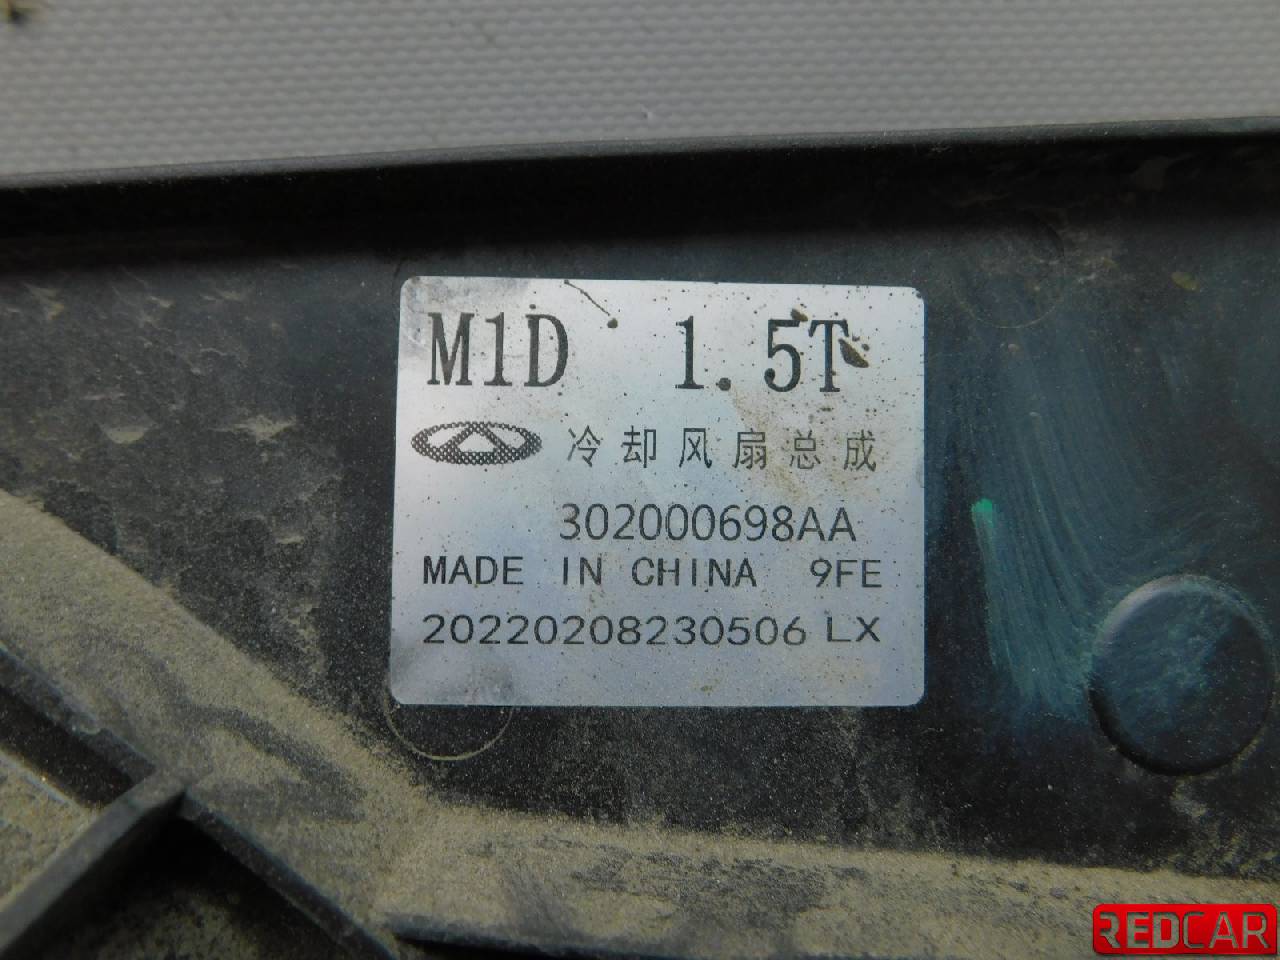 M1D 1.5T
冷却风扇总成
302000698AA
MADE IN CHINA 9FE
20220208230506 LX
REDCAR